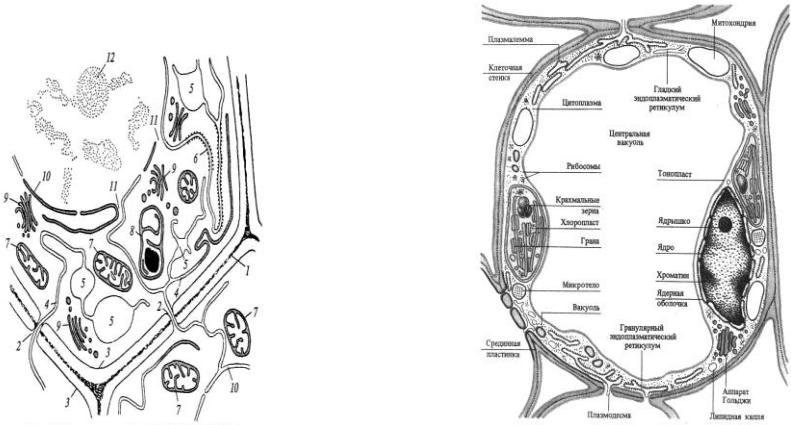 12
5
11
6
9
10
9
11
7
7
8
5
1
4
5
5
4
9
2
7
2
3
10
3
7
Митохондрия
Плазмалемма
Клеточная
стенка
Гладкий
эндоплазматический
ретикулум
Цитоплазма
Центральная
вакуоль
Рибосомы
Тонопласт
Крахмальные
зерна
Хлоропласт
Грана
Ядрышко
Ядро
Хроматин
Ядерная
оболочка
Микротело
Вакуоль
Гранулярный
эндоплазматический
ретикулум
Срединная
пластинка
Аппарат
Гольджи
Плазмодесма
Липидная капля